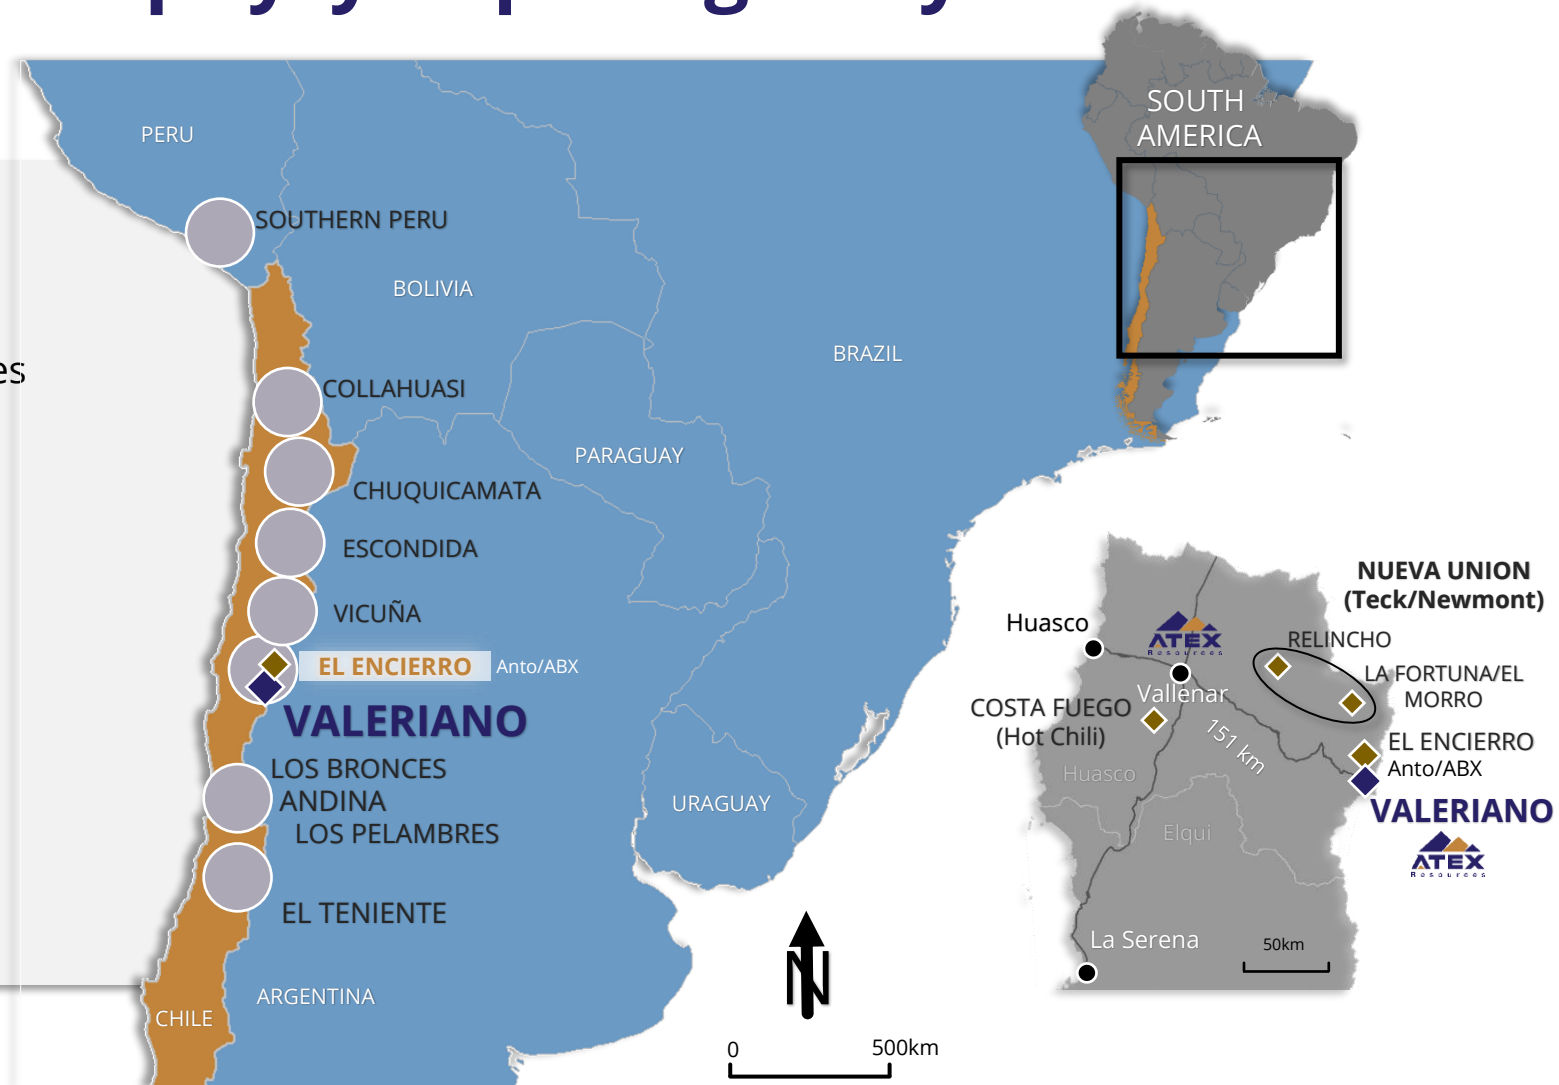 SOUTH
AMERICA
PERU
SOUTHERN PERU
BOLIVIA
BRAZIL
es
COLLAHUASI
PARAGUAY
CHUQUICAMATA
ESCONDIDA
VICUÑA
EL ENCIERRO Anto/ABX
VALERIANO
LOS BRONCES
ANDINA
LOS PELAMBRES
URAGUAY
EL TENIENTE
ARGENTINA
CHILE
N
0 500km
NUEVA UNION
(Teck/Newmont)
Huasco
ATEX
Resources
RELINCHO
LA FORTUNA/EL
MORRO
Vallenar
COSTA FUEGO
(Hot Chili)
151 km
EL ENCIERRO
Anto/ABX
Huasco
VALERIANO
Elqui
ATEX
Resources
La Serena
50km